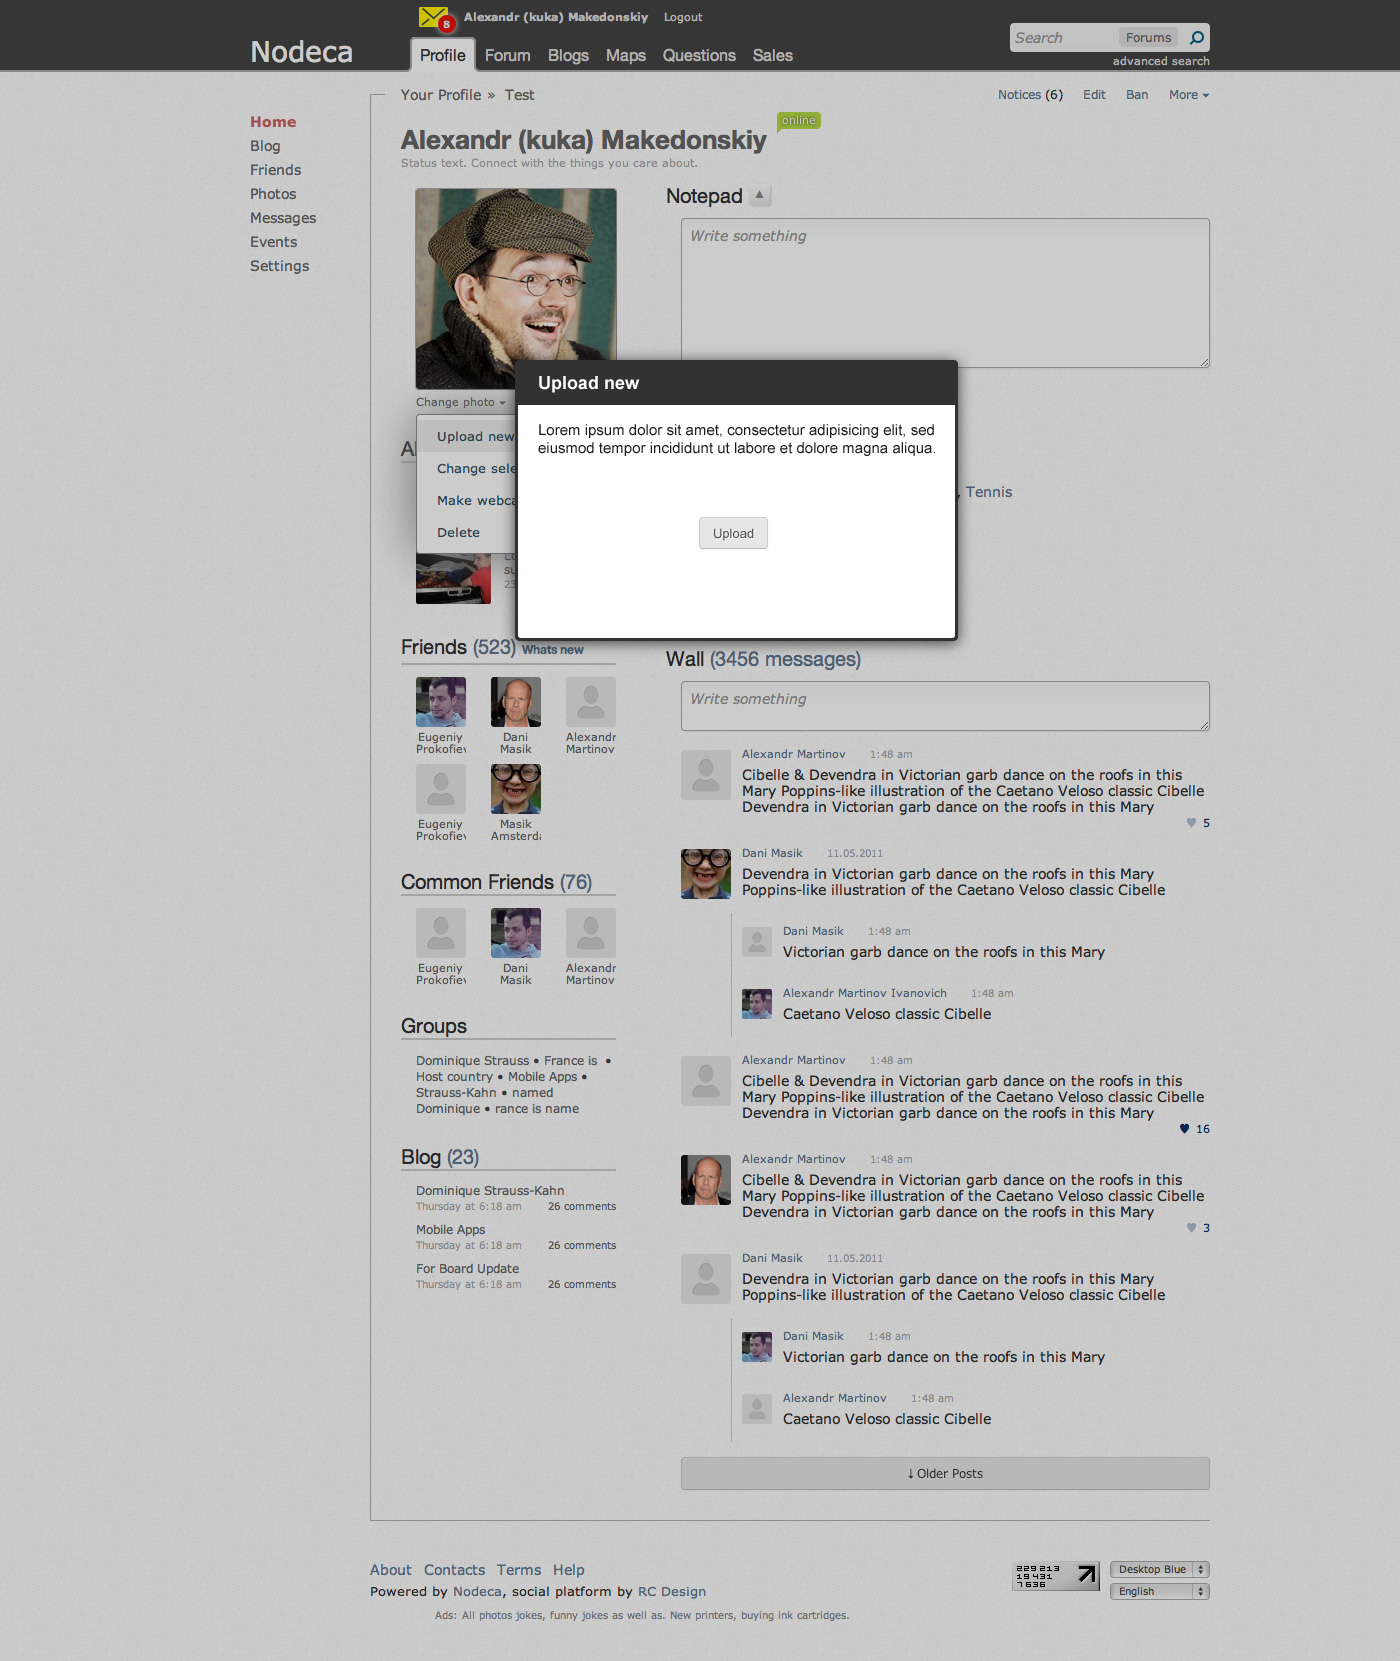 8
Alexandr (kuka) Makedonskiy Logout
Nodeca
Profile Forum Blogs Maps Questions Sales
Search Forums
advanced search
Your Profile » Test
Notices (6) Edit Ban More
Home
Blog
Friends
Photos
Messages
Events
Settings
Alexandr (kuka) Makedonskiy
online
Status text. Connect with the things you care about.
Notepad
Write something
Change photo
Upload new
Change sele
Make webca
Delete
Upload new
Lorem ipsum dolor sit amet, consectetur adipisicing elit, sed
eiusmod tempor incididunt ut labore et dolore magna aliqua.
Upload
, Tennis
23
Friends (523) Whats new
Eugeniy
Prokofiev
Dani
Masik
Alexandr
Martinov
Eugeniy
Prokofiev
Masik
Amsterda
Common Friends (76)
Eugeniy
Prokofiev
Dani
Masik
Alexandr
Martinov
Groups
Dominique Strauss • France is •
Host country • Mobile Apps •
Strauss-Kahn • named
Dominique • rance is name
Blog (23)
Dominique Strauss-Kahn
Thursday at 6:18 am 26 comments
Mobile Apps
Thursday at 6:18 am 26 comments
For Board Update
Thursday at 6:18 am 26 comments
Wall (3456 messages)
Write something
Alexandr Martinov 1:48 am
Cibelle & Devendra in Victorian garb dance on the roofs in this
Mary Poppins-like illustration of the Caetano Veloso classic Cibelle
Devendra in Victorian garb dance on the roofs in this Mary
♥ 5
Dani Masik 11.05.2011
Devendra in Victorian garb dance on the roofs in this Mary
Poppins-like illustration of the Caetano Veloso classic Cibelle
Dani Masik 1:48 am
Victorian garb dance on the roofs in this Mary
Alexandr Martinov Ivanovich 1:48 am
Caetano Veloso classic Cibelle
Alexandr Martinov 1:48 am
Cibelle & Devendra in Victorian garb dance on the roofs in this
Mary Poppins-like illustration of the Caetano Veloso classic Cibelle
Devendra in Victorian garb dance on the roofs in this Mary
♥ 16
Alexandr Martinov 1:48 am
Cibelle & Devendra in Victorian garb dance on the roofs in this
Mary Poppins-like illustration of the Caetano Veloso classic Cibelle
Devendra in Victorian garb dance on the roofs in this Mary
♥ 3
Dani Masik 11.05.2011
Devendra in Victorian garb dance on the roofs in this Mary
Poppins-like illustration of the Caetano Veloso classic Cibelle
Dani Masik 1:48 am
Victorian garb dance on the roofs in this Mary
Alexandr Martinov 1:48 am
Caetano Veloso classic Cibelle
↓ Older Posts
About Contacts Terms Help
Powered by Nodeca, social platform by RC Design
Ads: All photos jokes, funny jokes as well as. New printers, buying ink cartridges.
229 213
19 431
7 636
Desktop Blue
English